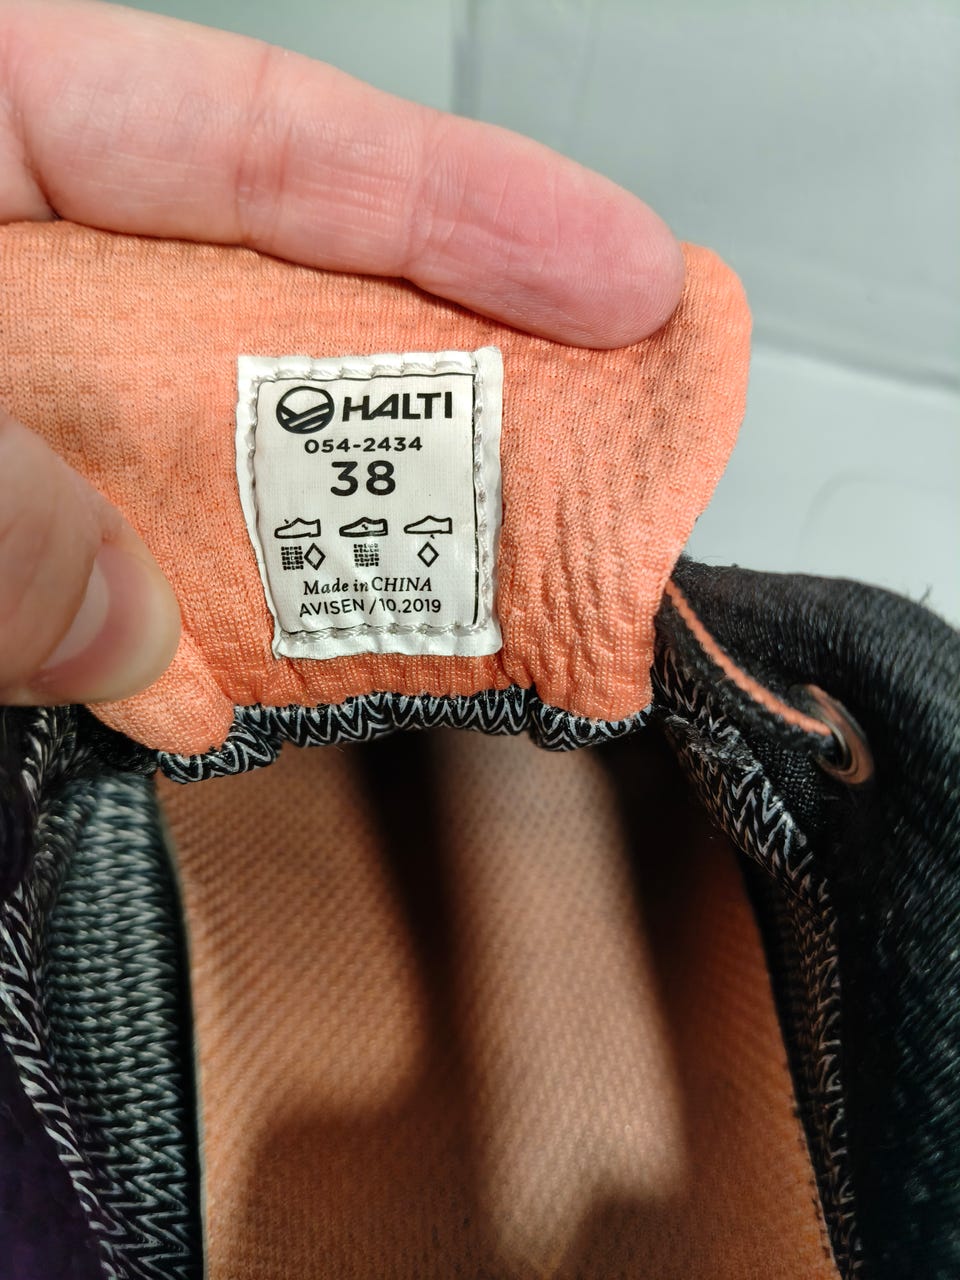 HALTI
054-2434
38
Made in CHINA
AVISEN /10.2019